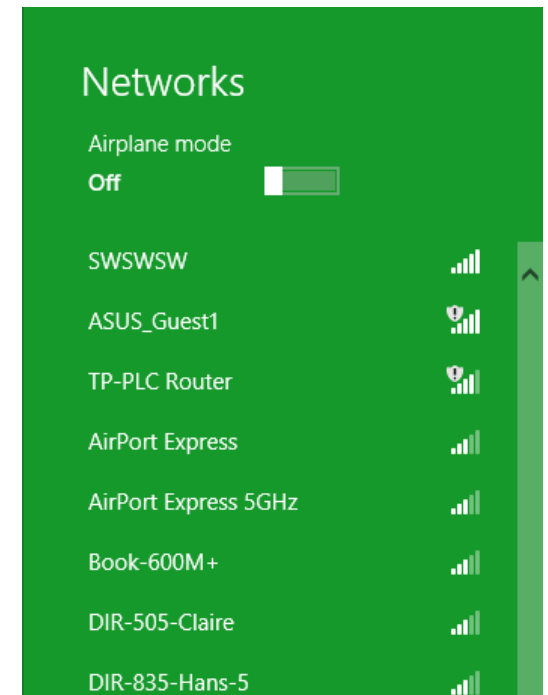 Networks
Airplane mode
Off
SWSWSW
ASUS_Guest1
TP-PLC Router
AirPort Express
AirPort Express 5GHz
Book-600M+
DIR-505-Claire
DIR-835-Hans-5